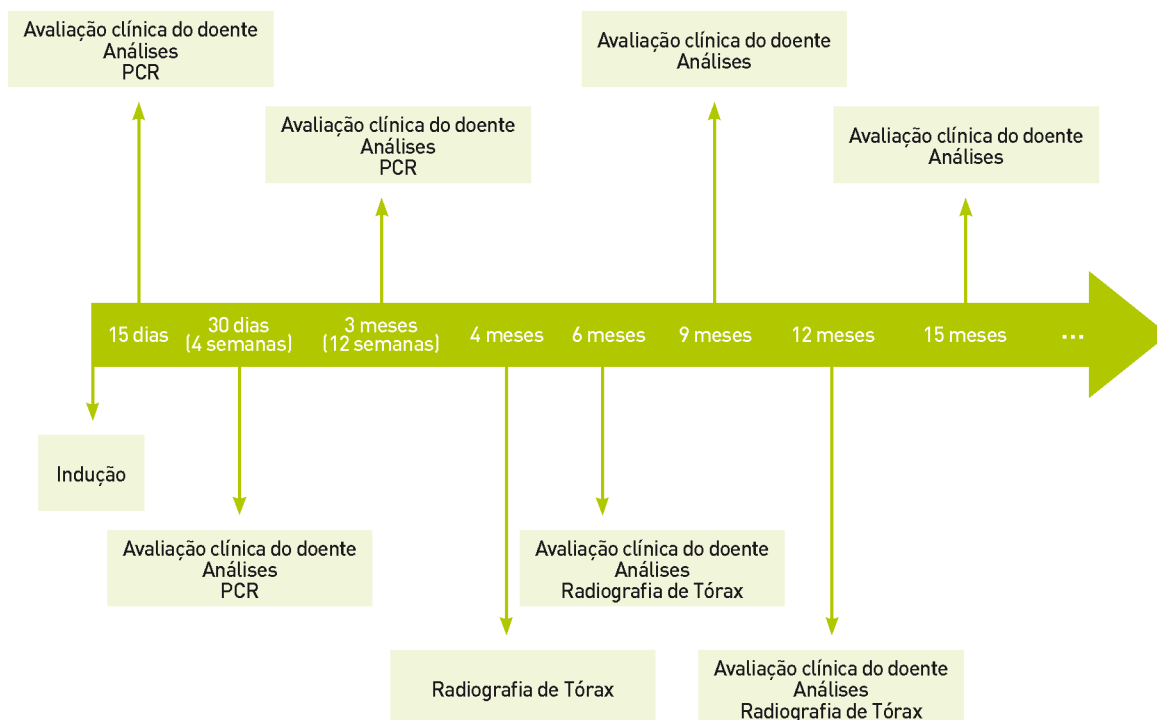 Avaliação clínica do doente
Análises
PCR
Avaliação clínica do doente
Análises
PCR
Avaliação clínica do doente
Análises
Avaliação clínica do doente
Análises
15 dias
30 dias
(4 semanas)
3 meses
(12 semanas)
4 meses
6 meses
9 meses
12 meses
15 meses
...
Indução
Avaliação clínica do doente
Análises
PCR
Radiografia de Tórax
Avaliação clínica do doente
Análises
Radiografia de Tórax
Avaliação clínica do doente
Análises
Radiografia de Tórax